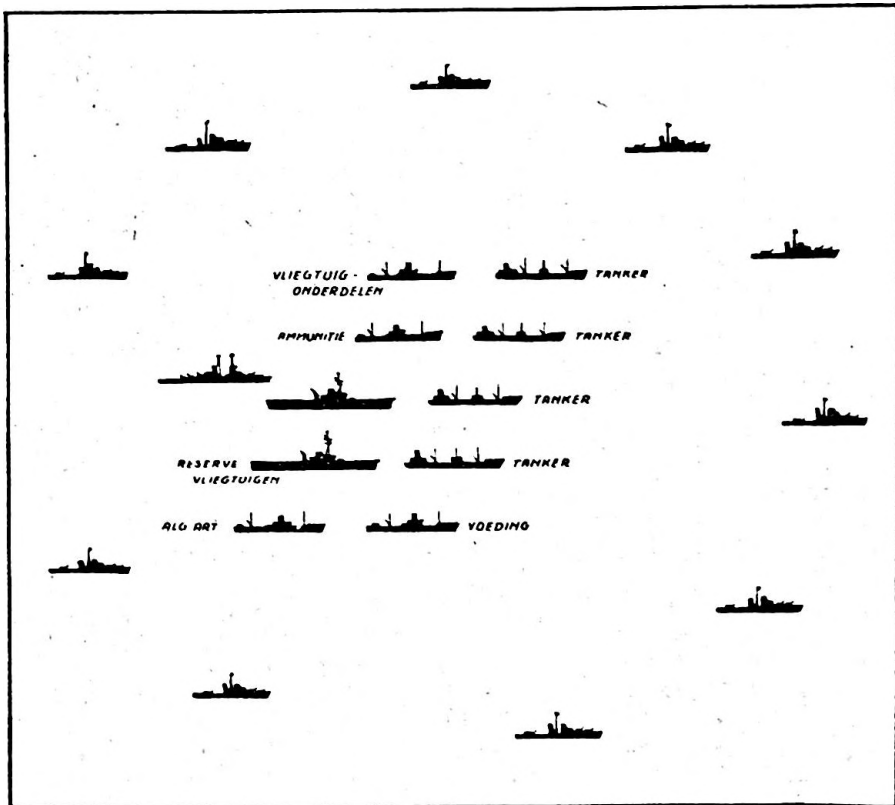 VLIEGTUIG-
ONDERDELEN
TANKER
AMMUNITIE
TANKER
TANKER
RESERVE
VLIEGTUIGEN
TANKER
ALG ART
VOEDING